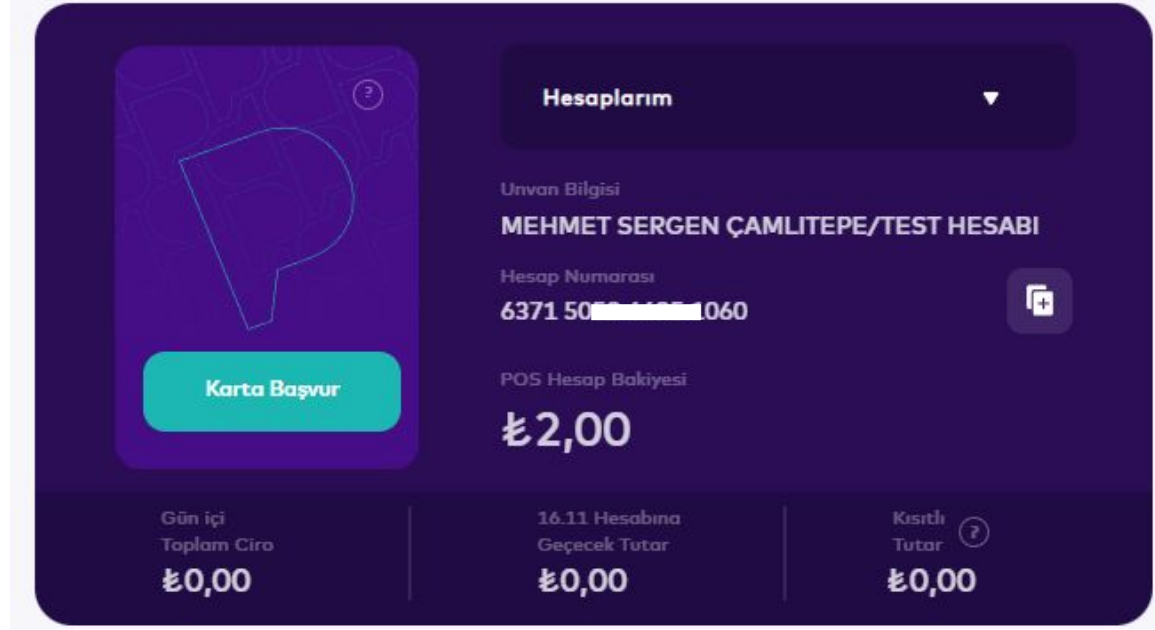 Hesaplarım
Unvan Bilgisi
MEHMET SERGEN ÇAMLITEPE/TEST HESABI
Hesap Numarası
6371 50 1060
POS Hesap Bakiyesi
₺2,00
Karta Başvur
Gün içi
Toplam Ciro
₺0,00
16.11 Hesabına
Geçecek Tutar
₺0,00
Kısıtlı
Tutar ?
₺0,00